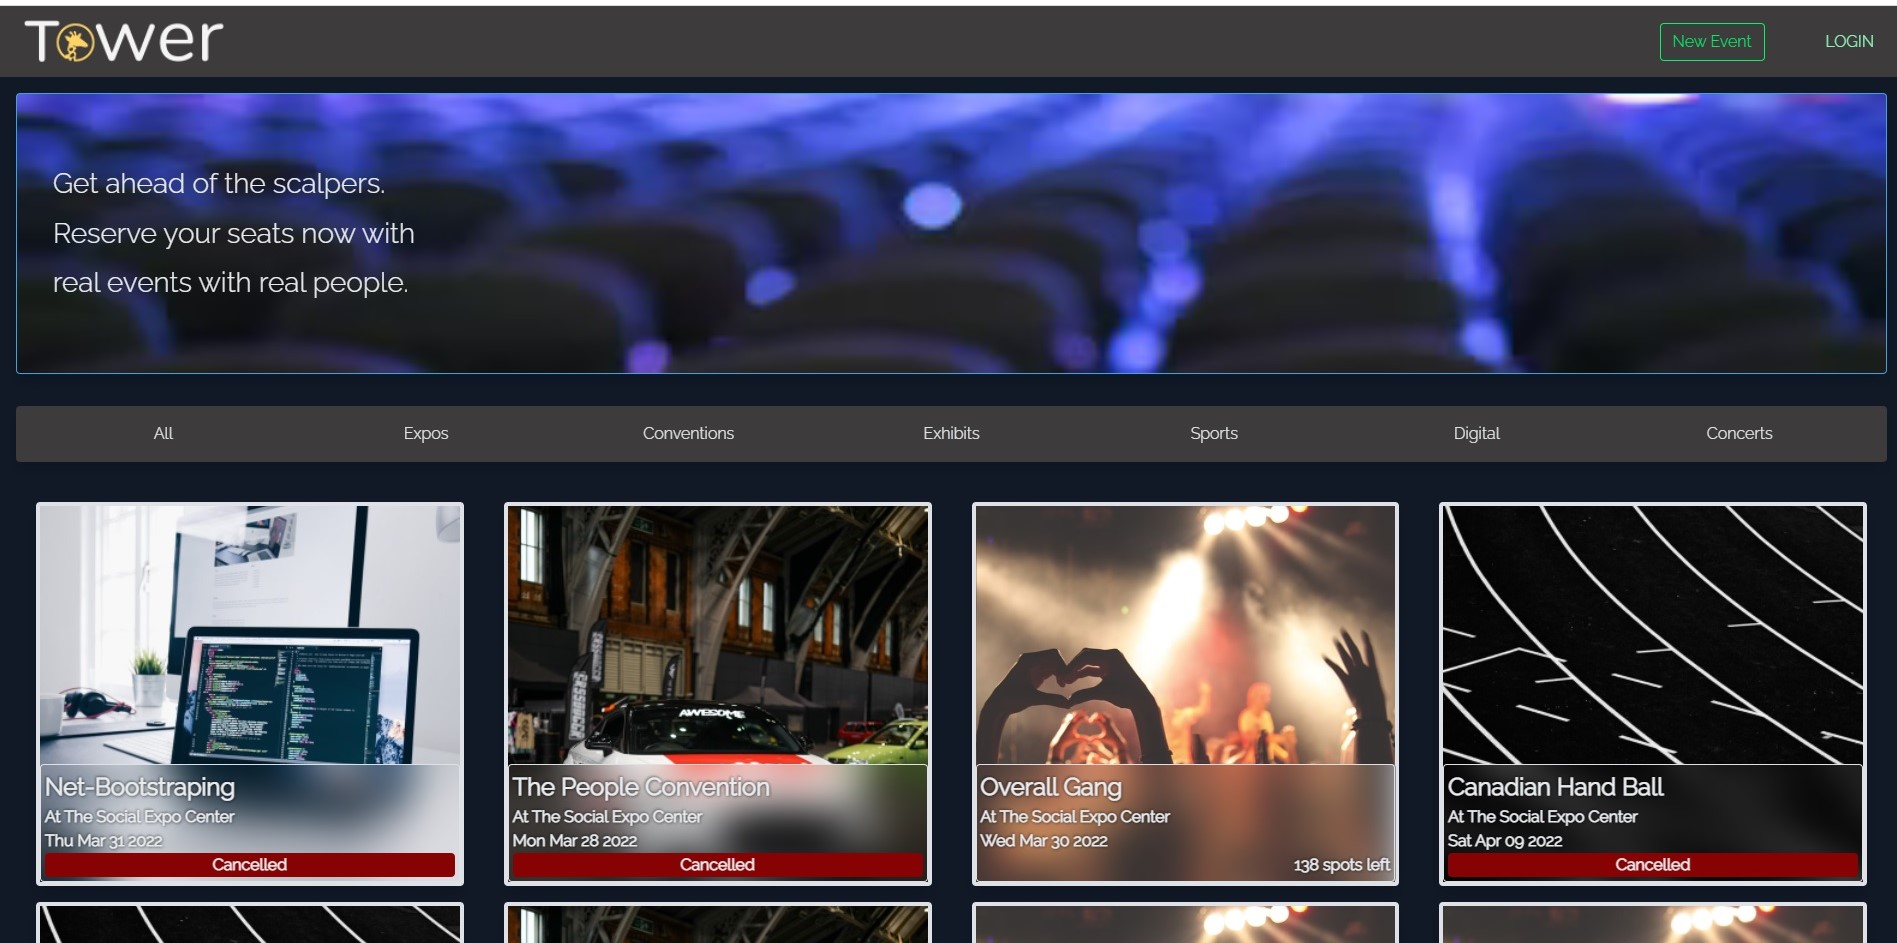 Tower
New Event
LOGIN
Get ahead of the scalpers.
Reserve your seats now with
real events with real people.
All
Expos
Conventions
Exhibits
Sports
Digital
Concerts
Net-Bootstraping
At The Social Expo Center
Thu Mar 31 2022
Cancelled
AWESOME
The People Convention
At The Social Expo Center
Mon Mar 28 2022
Cancelled
Overall Gang
At The Social Expo Center
Wed Mar 30 2022
138 spots left
Canadian Hand Ball
At The Social Expo Center
Sat Apr 09 2022
Cancelled